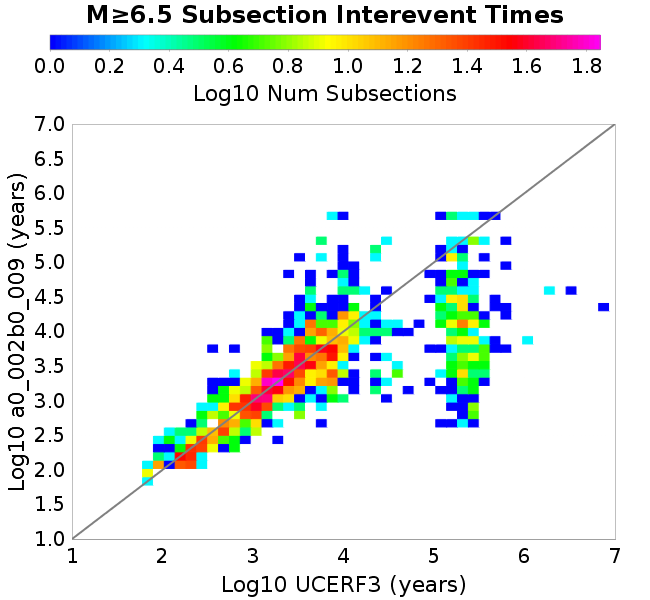 M≥6.5 Subsection Interevent Times
0.0 0.2 0.4 0.6 0.8 1.0 1.2 1.4 1.6 1.8
Log10 Num Subsections
7.0
6.5
6.0
5.5
5.0
4.5
4.0
3.5
3.0
2.5
2.0
1.5
1.0
Log10 a0_002b0_009 (years)
1 2 3 4 5 6 7
Log10 UCERF3 (years)